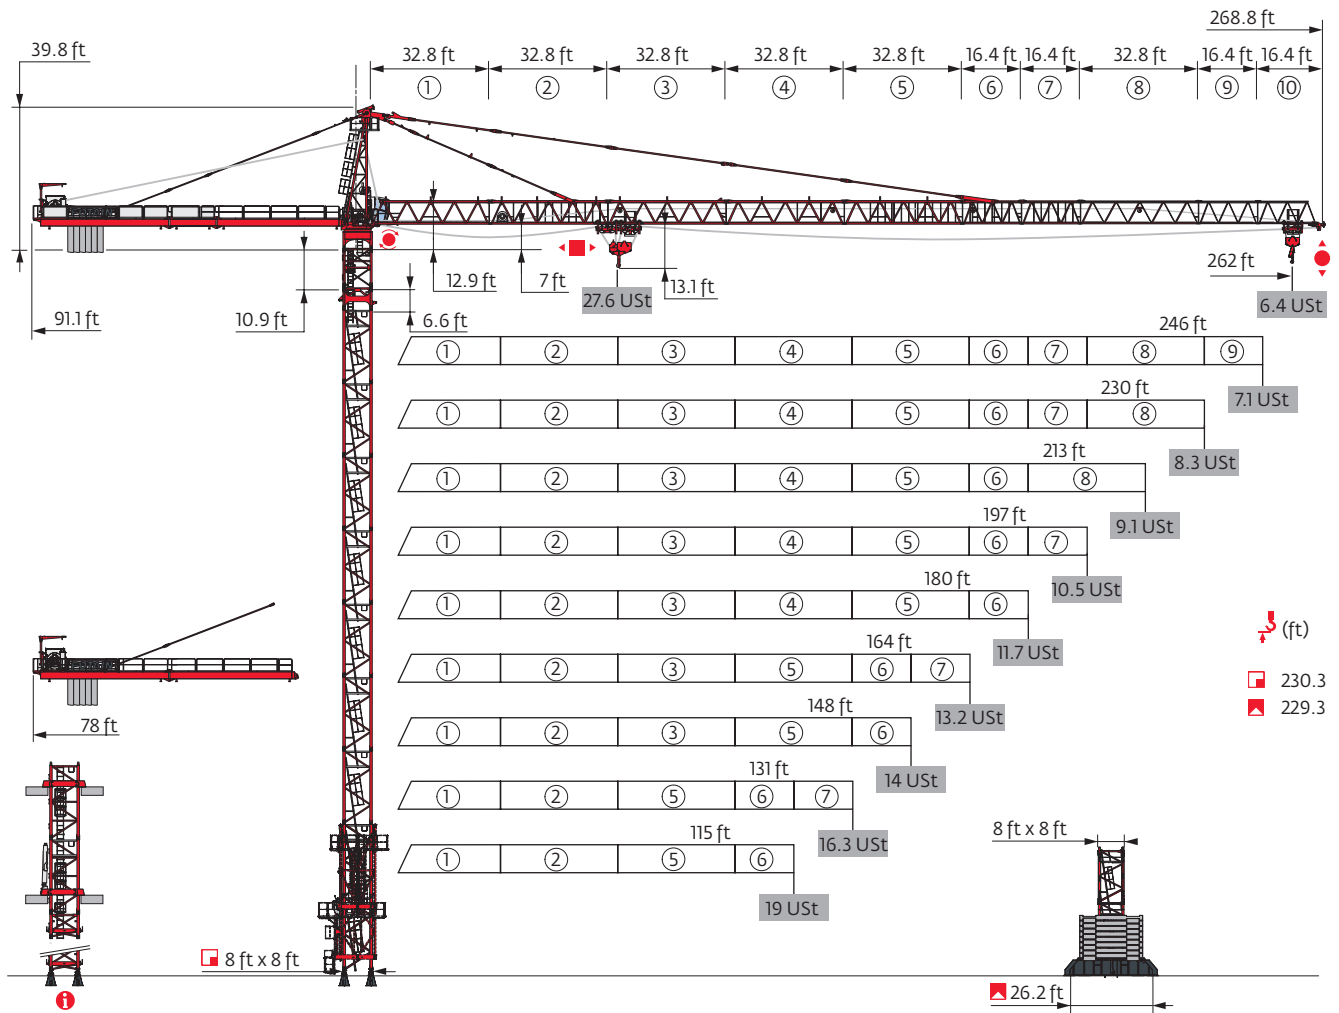 268.8 ft
39.8 ft
32.8 ft 32.8 ft 32.8 ft 32.8 ft 32.8 ft 16.4 ft 16.4 ft 32.8 ft 16.4 ft 16.4 ft
① ② ③ ④ ⑤ ⑥ ⑦ ⑧ ⑨ ⑩
12.9 ft 7 ft 13.1 ft 262 ft
27.6 USt 6.4 USt
91.1 ft 10.9 ft 6.6 ft
246 ft
① ② ③ ④ ⑤ ⑥ ⑦ ⑧ ⑨
7.1 USt
230 ft
① ② ③ ④ ⑤ ⑥ ⑦ ⑧
8.3 USt
213 ft
① ② ③ ④ ⑤ ⑥ ⑧
9.1 USt
197 ft
① ② ③ ④ ⑤ ⑥ ⑦
10.5 USt
180 ft
① ② ③ ④ ⑤ ⑥
11.7 USt
(ft)
230.3
229.3
164 ft
① ② ③ ⑤ ⑥ ⑦
13.2 USt
78 ft
148 ft
① ② ③ ⑤ ⑥
14 USt
131 ft
① ② ⑤ ⑥ ⑦
16.3 USt
115 ft
① ② ⑤ ⑥
19 USt
8 ft x 8 ft
8 ft x 8 ft
i
26.2 ft